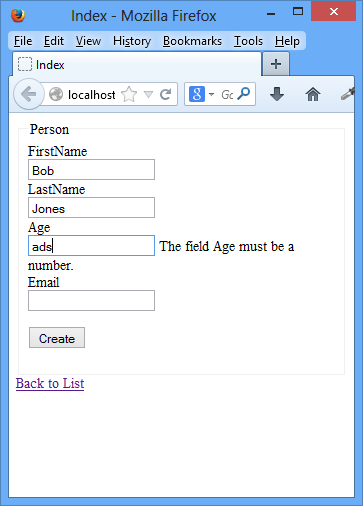 Index - Mozilla Firefox
File Edit View History Bookmarks Tools Help
Index
localhost
Person
FirstName
Bob
LastName
Jones
Age
ads The field Age must be a
number.
Email
Create
Back to List